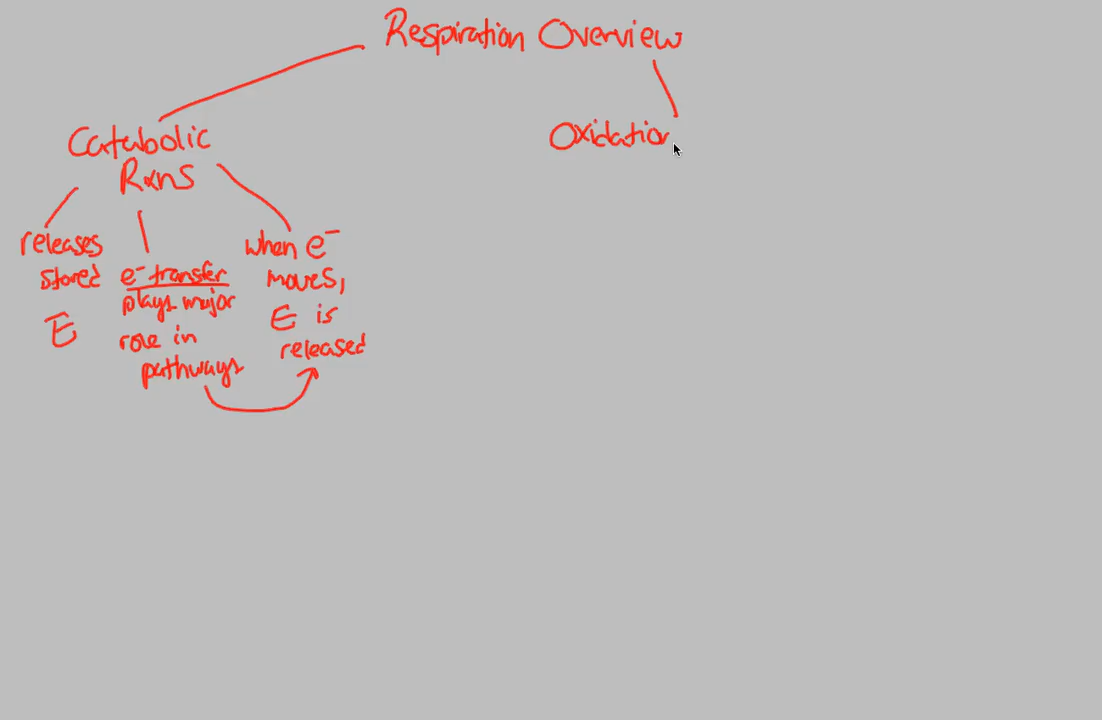 Respiration Overview
Catabolic
Rxns
Oxidation
releases
stored
E
e⁻ transfer
plays major
role in
pathways
when e⁻
moves,
E is
released